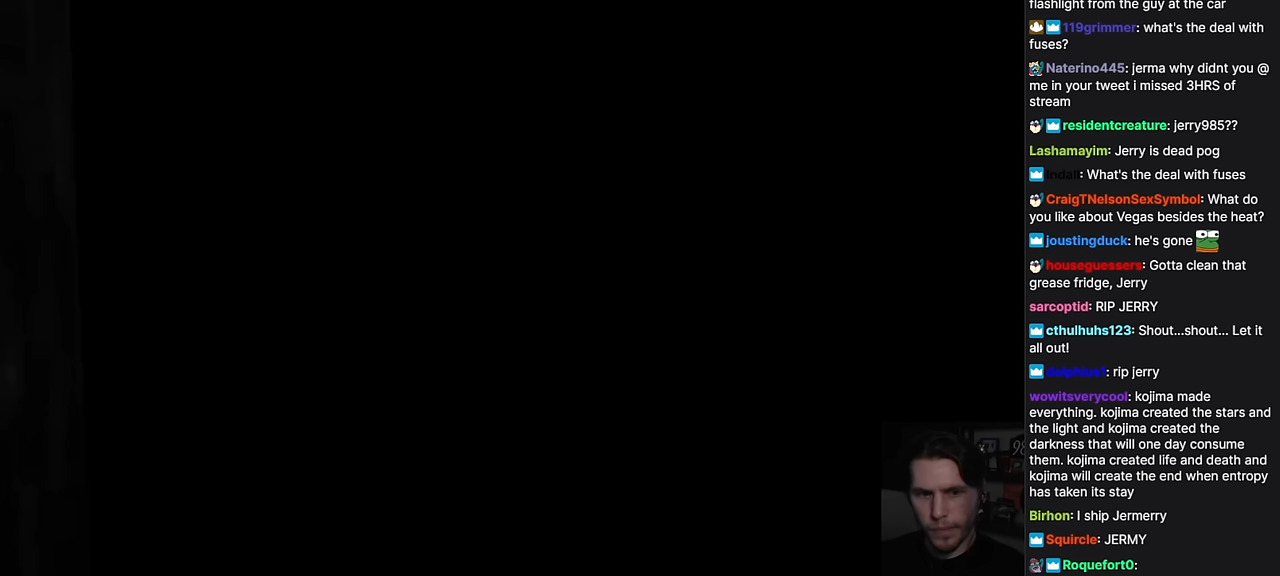 flashlight from the guy at the car
119grimmer: what's the deal with
fuses?
Naterino445: jerma why didnt you @
me in your tweet i missed 3HRS of
stream
residentcreature: jerry985??
Lashamayim: Jerry is dead pog
: What's the deal with fuses
CraigTNelsonSexSymbol: What do
you like about Vegas besides the heat?
joustingduck: he's gone
houseguessers: Gotta clean that
grease fridge, Jerry
sarcoptid: RIP JERRY
cthulhuhs123: Shout...shout... Let it
all out!
: rip jerry
wowitsverycool: kojima made
everything. kojima created the stars and
the light and kojima created the
darkness that will one day consume
them. kojima created life and death and
kojima will create the end when entropy
has taken its stay
Birhon: I ship Jermerry
Squircle: JERMY
Roquefort0: